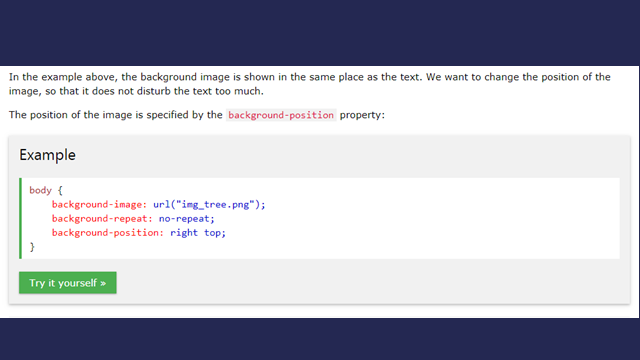 In the example above, the background image is shown in the same place as the text. We want to change the position of the
image, so that it does not disturb the text too much.
The position of the image is specified by the background-position property:
Example
body {
    background-image: url("img_tree.png");
    background-repeat: no-repeat;
    background-position: right top;
}
Try it yourself »